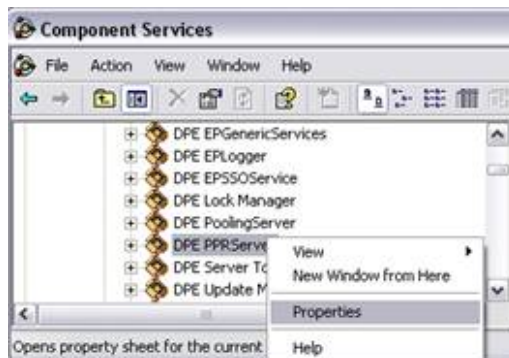 Component Services
File Action View Window Help
DPE EPGenericServices
DPE EPLogger
DPE EPSSOService
DPE Lock Manager
DPE PoolingServer
DPE PPRServe
DPE Server To
DPE Update M
View
New Window from Here
Properties
Help
Opens property sheet for the current